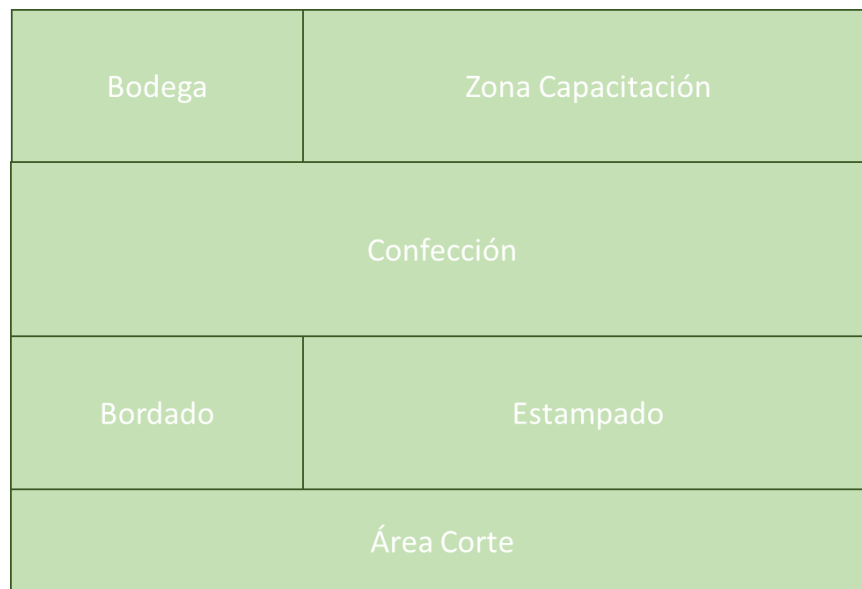 Bodega
Zona Capacitación
Confección
Bordado
Estampado
Área Corte